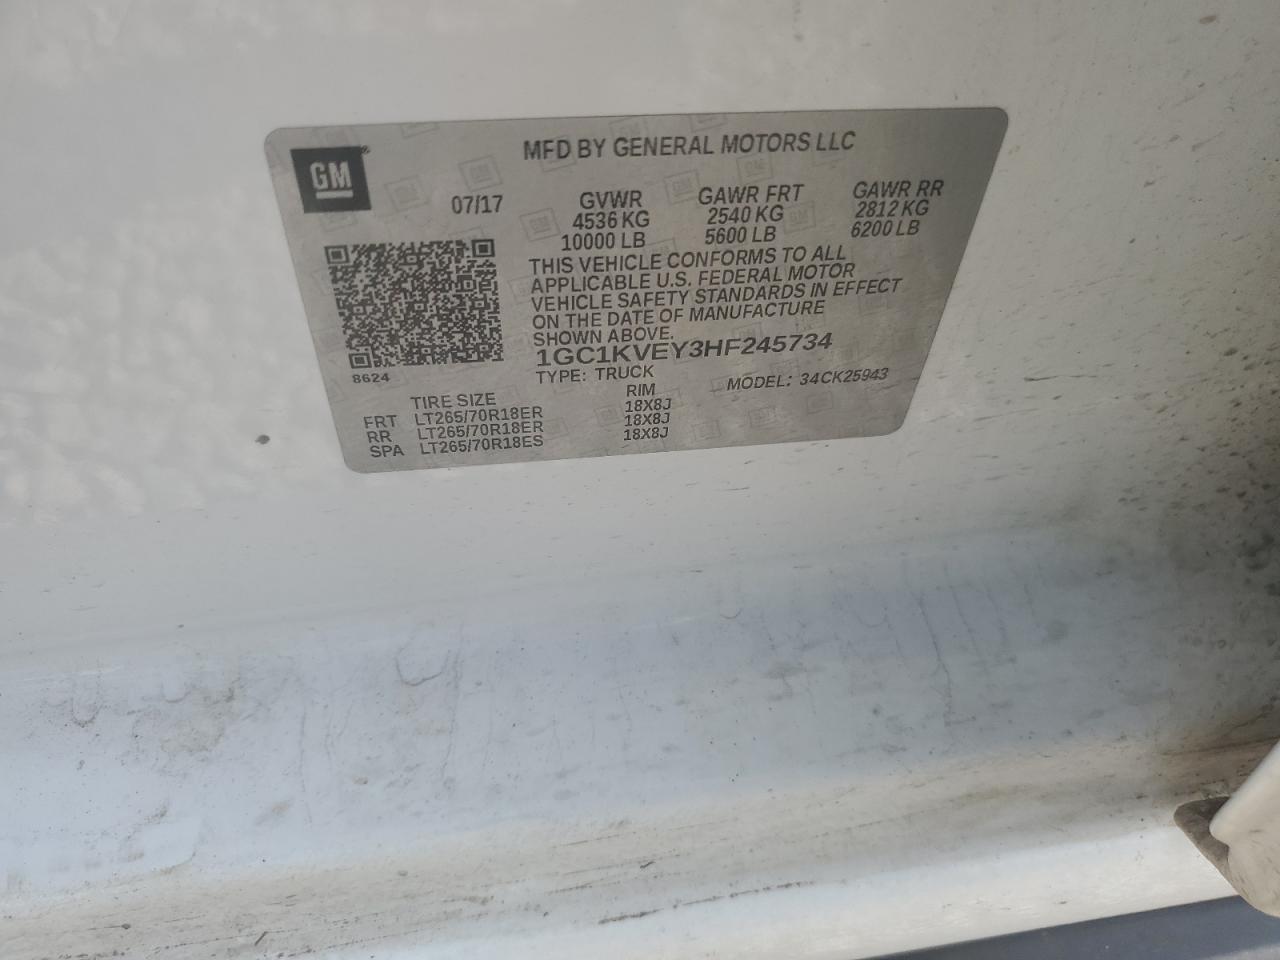 GM
MFD BY GENERAL MOTORS LLC
07/17
GVWR GAWR FRT GAWR RR
4536 KG 2540 KG 2812 KG
10000 LB 5600 LB 6200 LB
THIS VEHICLE CONFORMS TO ALL
APPLICABLE U.S. FEDERAL MOTOR
VEHICLE SAFETY STANDARDS IN EFFECT
ON THE DATE OF MANUFACTURE
SHOWN ABOVE.
1GC1KVEY3HF245734
8624
TYPE: TRUCK MODEL: 34CK25943
TIRE SIZE RIM
FRT LT265/70R18ER 18X8J
RR LT265/70R18ER 18X8J
SPA LT265/70R18ES 18X8J